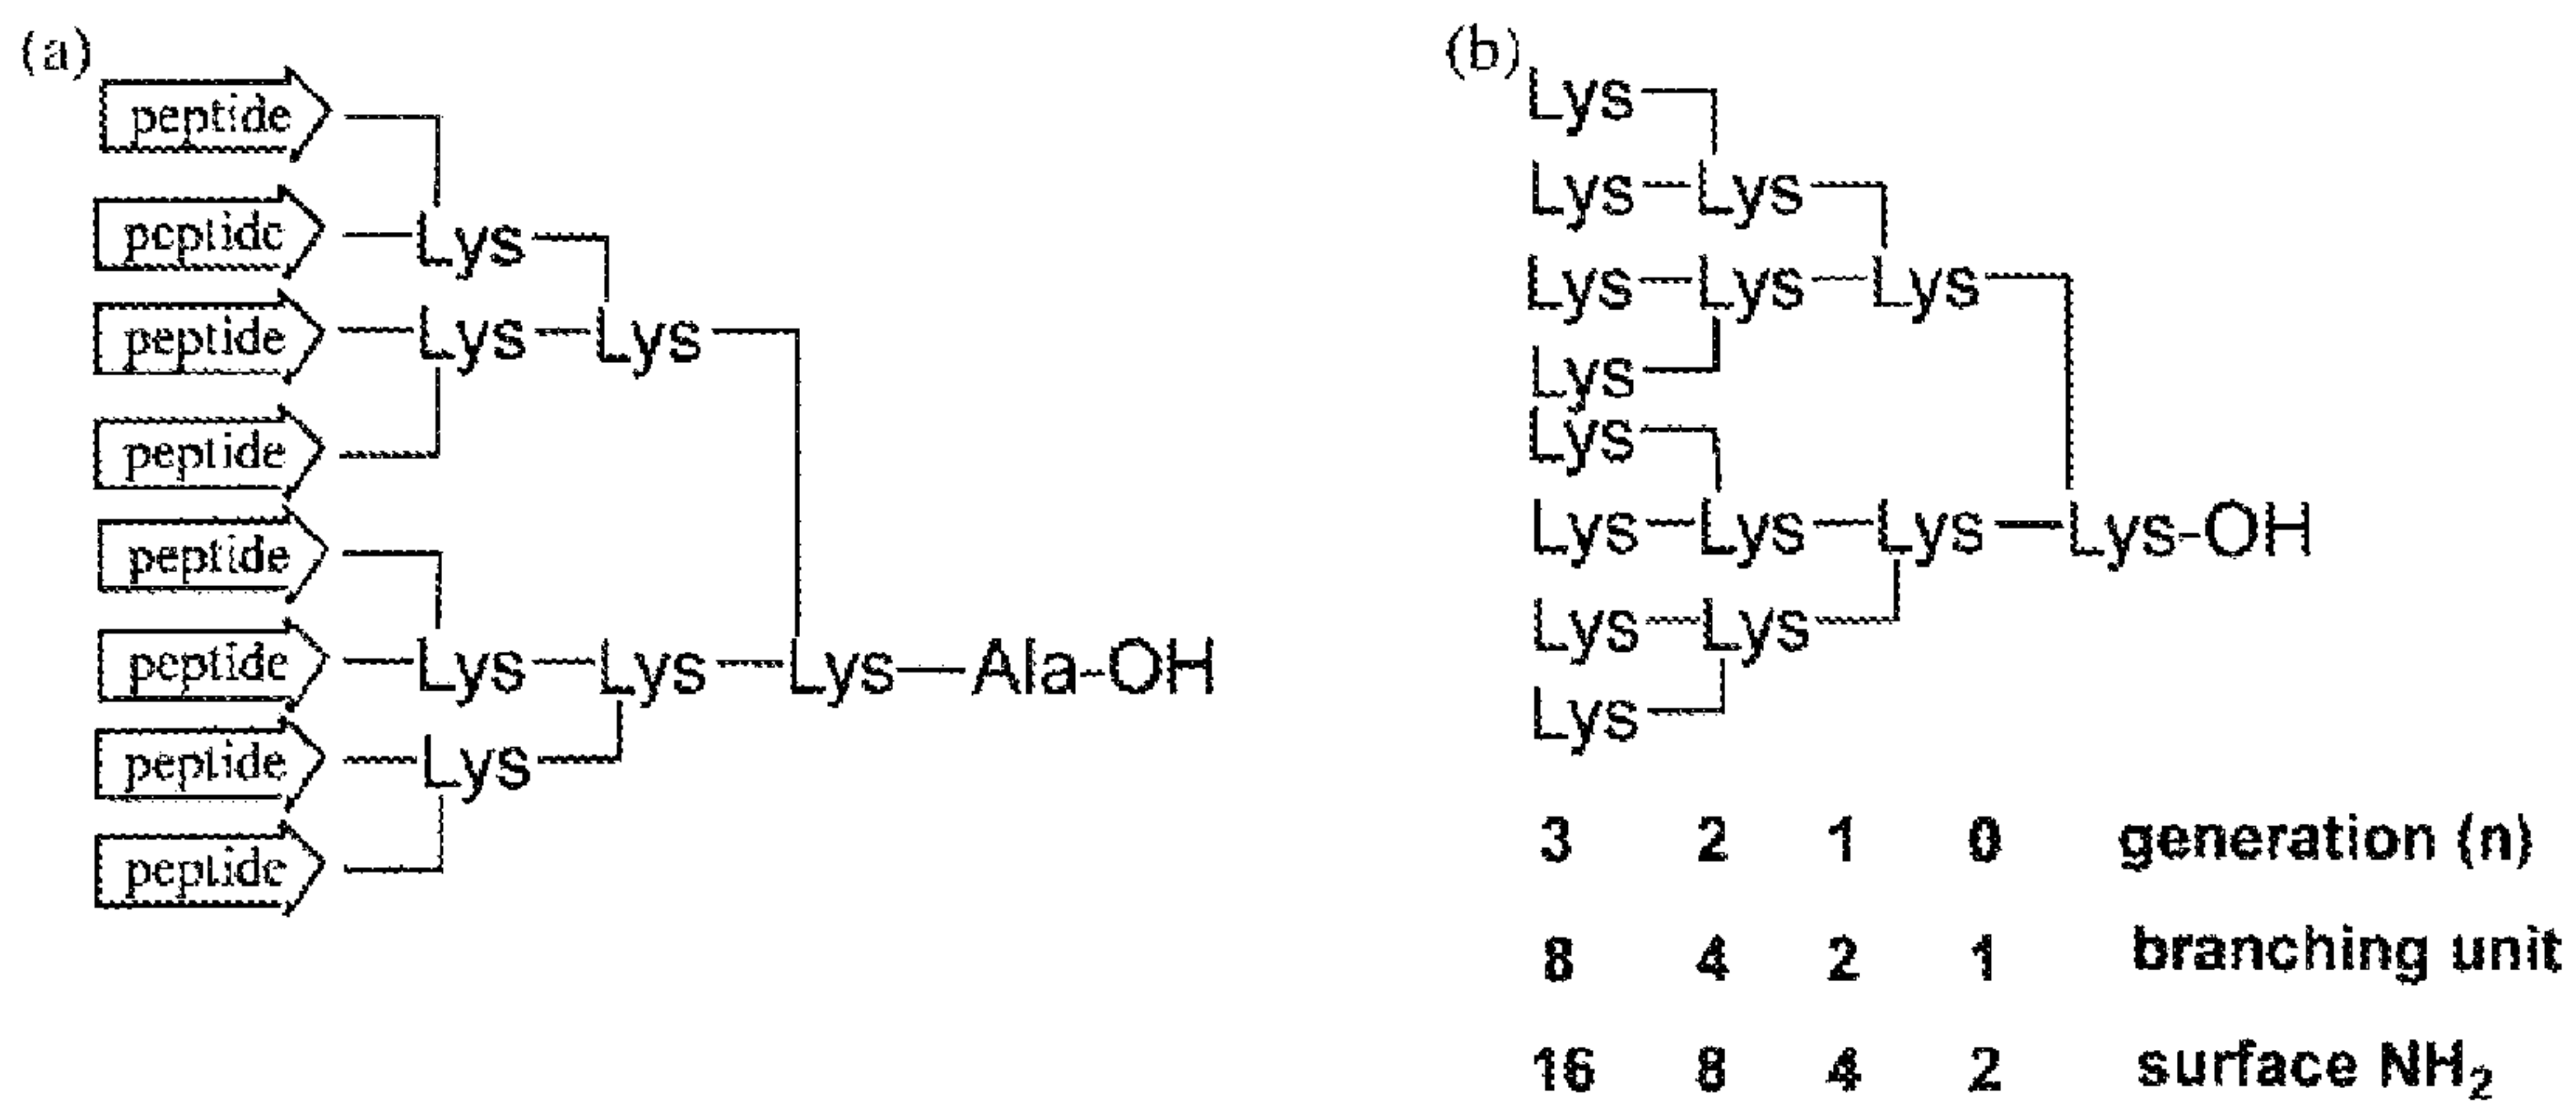 (a)
peptide
peptide
Lys
peptide
Lys
Lys
peptide
peptide
peptide
Lys
Lys
Lys
Ala-OH
peptide
Lys
peptide
(b)
Lys
Lys
Lys
Lys
Lys
Lys
Lys
Lys
Lys
Lys
Lys
Lys-OH
Lys
Lys
Lys
3 2 1 0 generation (n)
8 4 2 1 branching unit
16 8 4 2 surface NH₂